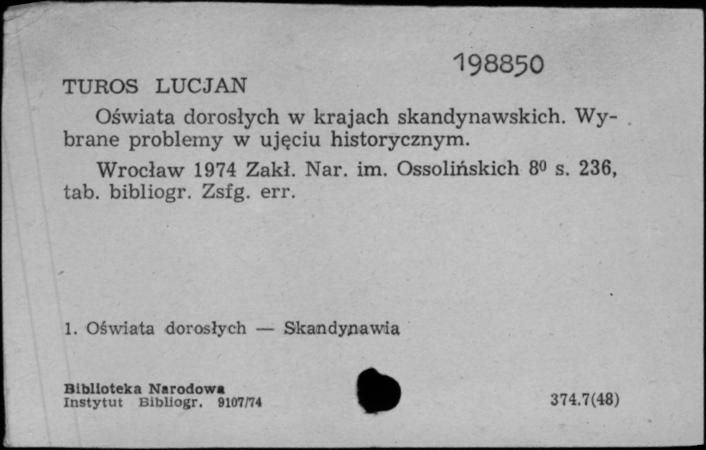 198850
TUROS LUCJAN
Oświata dorosłych w krajach skandynawskich. Wy-
brane problemy w ujęciu historycznym.
Wrocław 1974 Zakł. Nar. im. Ossolińskich 8⁰ s. 236,
tab. bibliogr. Zsfg. err.
1. Oświata dorosłych — Skandynawia
Biblioteka Narodowa
Instytut Bibliogr. 9107/74
374.7(48)